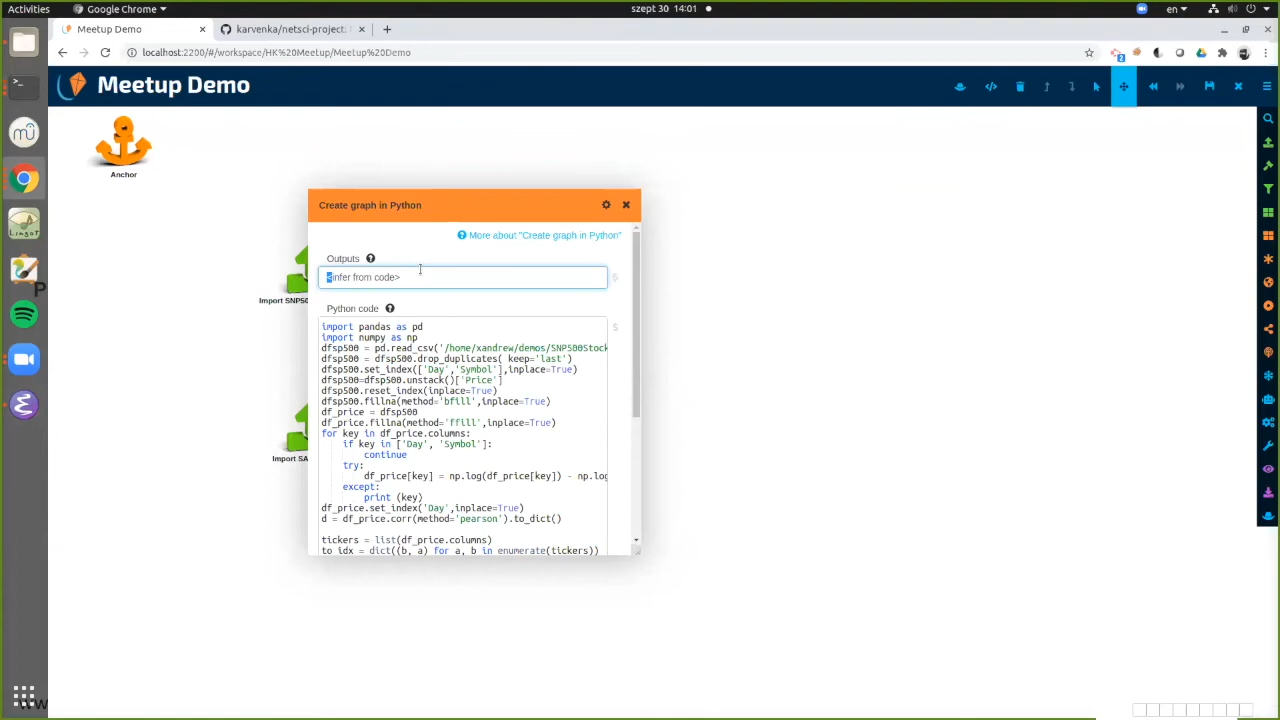 Activities
Google Chrome
szept 30 14:01
en
Meetup Demo
karvenka/netsci-project:
localhost:2200/#/workspace/HK%20Meetup/Meetup%20Demo
2
Meetup Demo
Anchor
Create graph in Python
More about "Create graph in Python"
Outputs
<infer from code>
$
Import SNP50
Python code
$
import pandas as pd
import numpy as np
dfsp500 = pd.read_csv('/home/xandrew/demos/SNP500Stock
dfsp500 = dfsp500.drop_duplicates( keep='last')
dfsp500.set_index(['Day','Symbol'],inplace=True)
dfsp500=dfsp500.unstack()['Price']
dfsp500.reset_index(inplace=True)
dfsp500.fillna(method='bfill',inplace=True)
df_price = dfsp500
df_price.fillna(method='ffill',inplace=True)
for key in df_price.columns:
if key in ['Day', 'Symbol']:
continue
Import SA
try:
df_price[key] = np.log(df_price[key]) - np.log
except:
print (key)
df_price.set_index('Day',inplace=True)
d = df_price.corr(method='pearson').to_dict()
tickers = list(df_price.columns)
to_idx = dict((b, a) for a, b in enumerate(tickers))